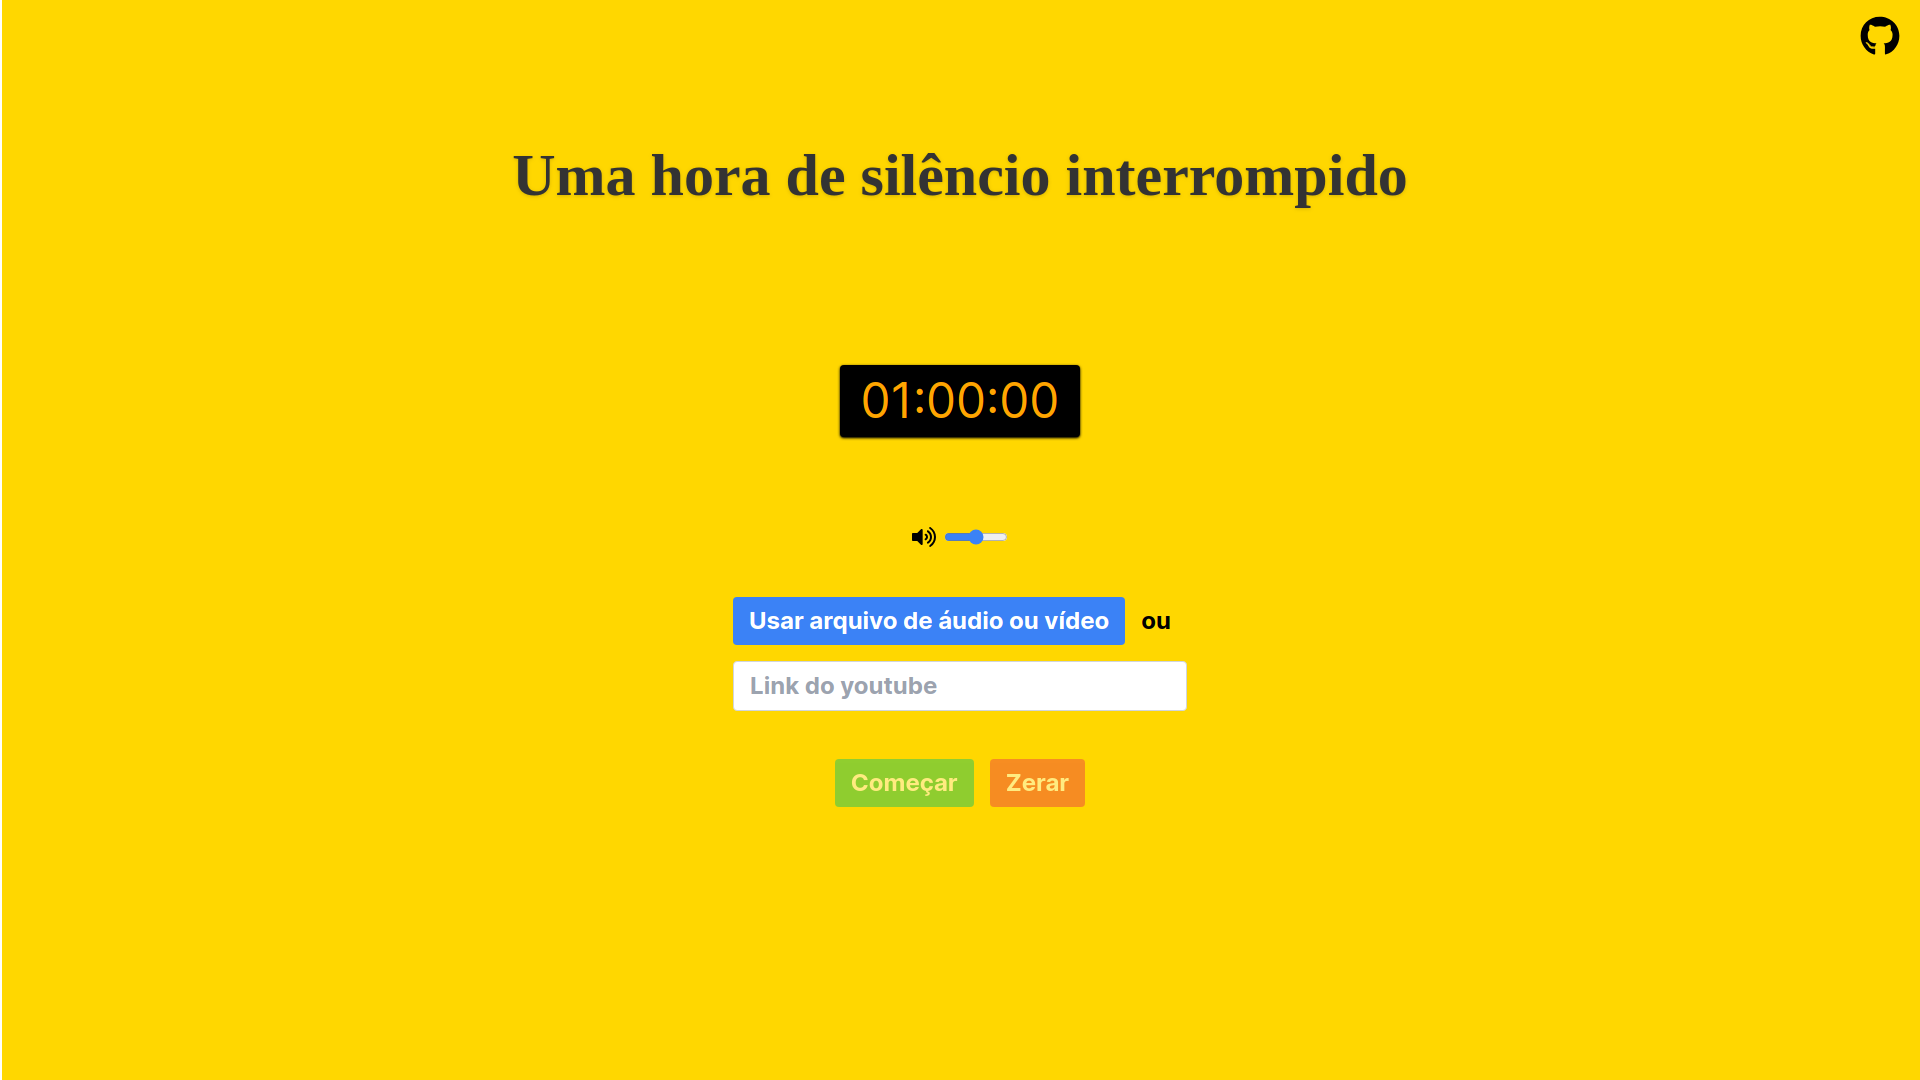 Uma hora de silêncio interrompido
01:00:00
Usar arquivo de áudio ou vídeo ou
Link do youtube
Começar Zerar